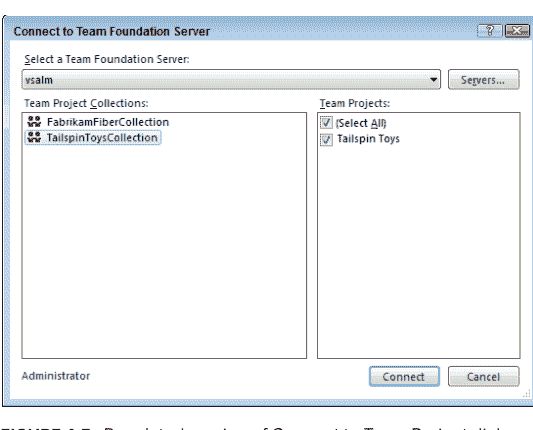 Connect to Team Foundation Server
Select a Team Foundation Server:
vsalm
Servers...
Team Project Collections:
FabrikamFiberCollection
TailspinToysCollection
Team Projects:
(Select All)
Tailspin Toys
Administrator
Connect
Cancel
FIGURE